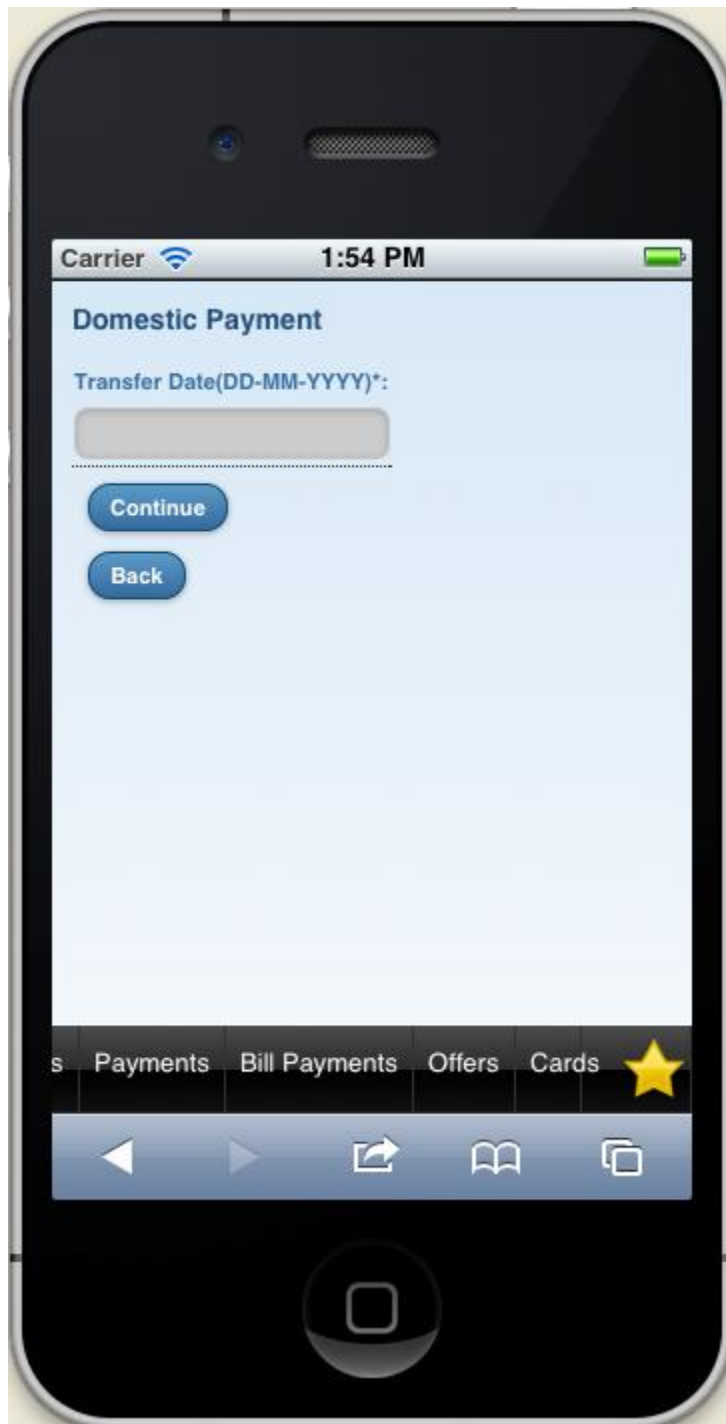 Carrier 1:54 PM
Domestic Payment
Transfer Date(DD-MM-YYYY)*:
Continue
Back
s Payments Bill Payments Offers Cards